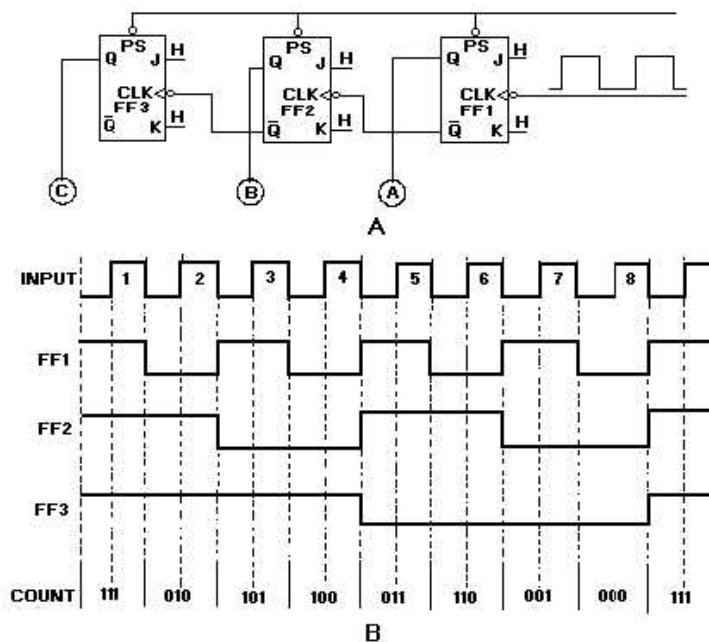 PS
PS
PS
Q
J
H
Q
J
H
Q
J
H
CLK
FF3
CLK
FF2
CLK
FF1
Q̅
K
H
Q̅
K
H
Q̅
K
H
C
B
A
A
INPUT
1
2
3
4
5
6
7
8
FF1
FF2
FF3
COUNT
111
010
101
100
011
110
001
000
111
B